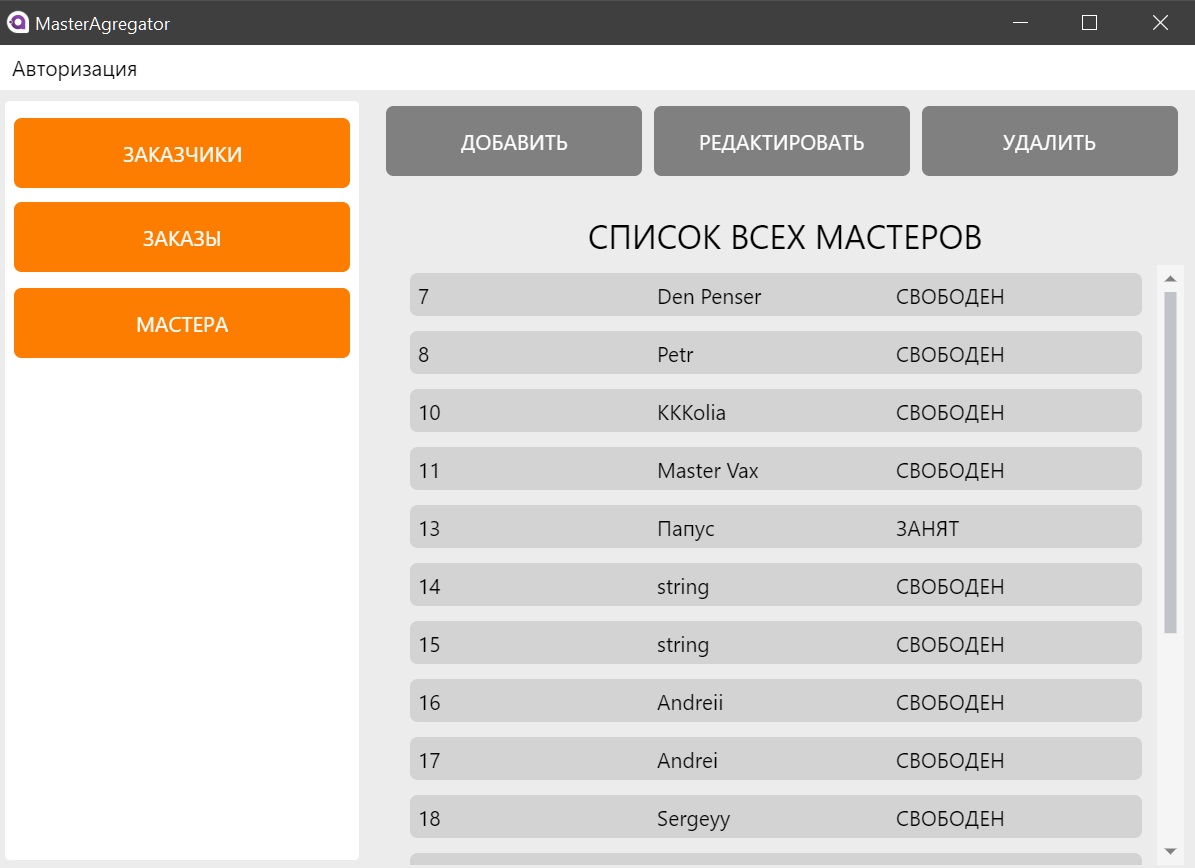 MasterAgregator
Авторизация
ЗАКАЗЧИКИ
ЗАКАЗЫ
МАСТЕРА
ДОБАВИТЬ РЕДАКТИРОВАТЬ УДАЛИТЬ
СПИСОК ВСЕХ МАСТЕРОВ
7 Den Penser СВОБОДЕН
8 Petr СВОБОДЕН
10 KKKolia СВОБОДЕН
11 Master Vax СВОБОДЕН
13 Папус ЗАНЯТ
14 string СВОБОДЕН
15 string СВОБОДЕН
16 Andreii СВОБОДЕН
17 Andrei СВОБОДЕН
18 Sergeyy СВОБОДЕН